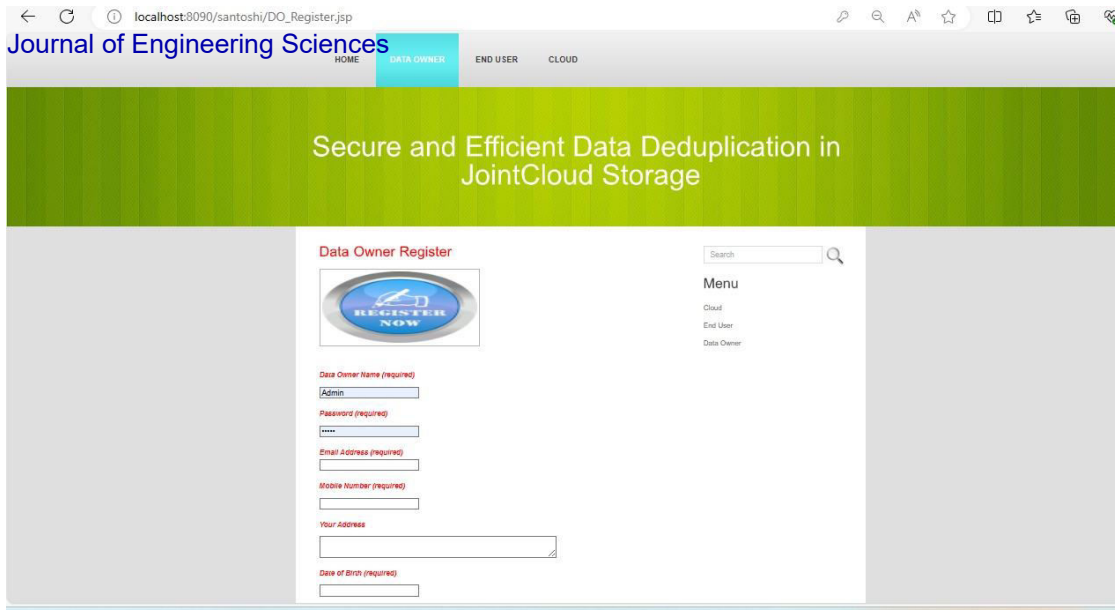 localhost:8090/santoshi/DO_Register.jsp
Journal of Engineering Sciences
HOME DATA OWNER END USER CLOUD
Secure and Efficient Data Deduplication in
JointCloud Storage
Data Owner Register
REGISTER
NOW
Data Owner Name (required)
Admin
Password (required)
•••••
Email Address (required)
Mobile Number (required)
Your Address
Date of Birth (required)
Search
Menu
Cloud
End User
Data Owner